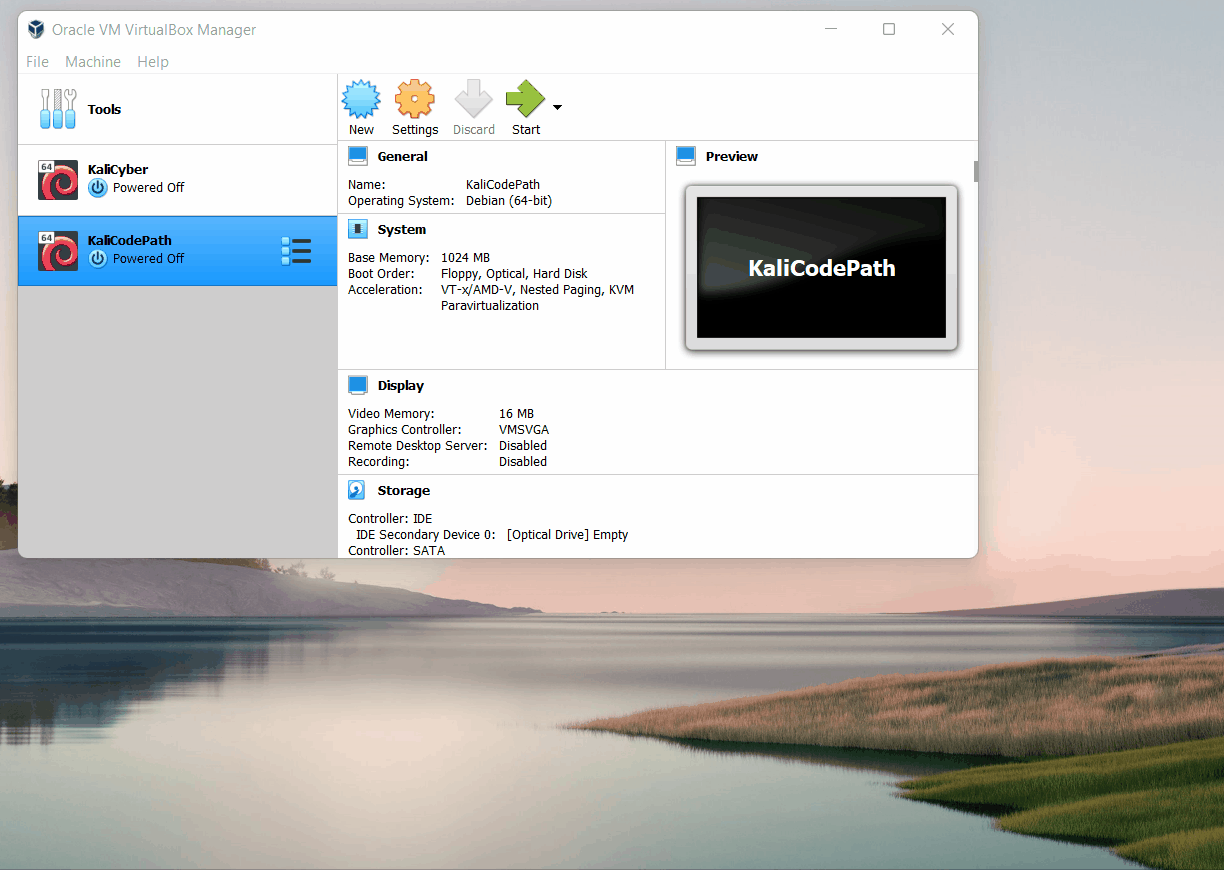 Oracle VM VirtualBox Manager
File Machine Help
Tools
New Settings Discard Start
64
KaliCyber
Powered Off
64
KaliCodePath
Powered Off
General
Name: KaliCodePath
Operating System: Debian (64-bit)
System
Base Memory: 1024 MB
Boot Order: Floppy, Optical, Hard Disk
Acceleration: VT-x/AMD-V, Nested Paging, KVM
Paravirtualization
Preview
KaliCodePath
Display
Video Memory: 16 MB
Graphics Controller: VMSVGA
Remote Desktop Server: Disabled
Recording: Disabled
Storage
Controller: IDE
IDE Secondary Device 0: [Optical Drive] Empty
Controller: SATA